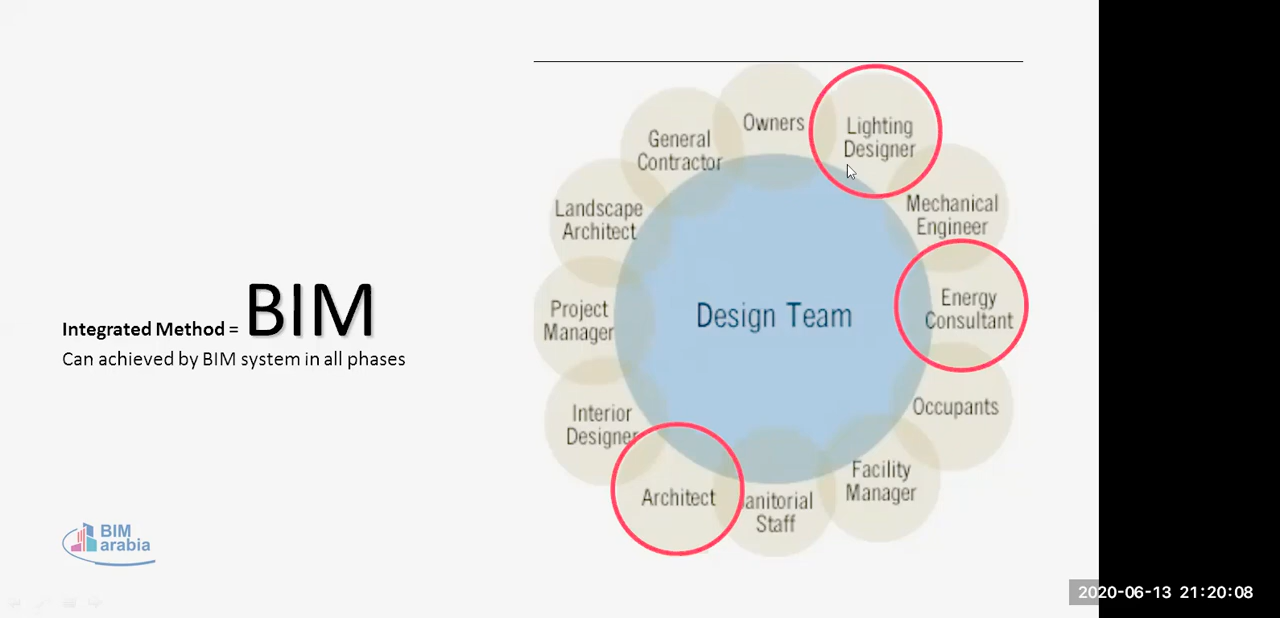 Integrated Method = BIM
Can achieved by BIM system in all phases
Owners
Lighting
Designer
Mechanical
Engineer
Energy
Consultant
Occupants
Facility
Manager
anitorial
Staff
Architect
Interior
Designer
Project
Manager
Landscape
Architect
General
Contractor
Design Team
BIM
arabia
2020-06-13 21:20:08